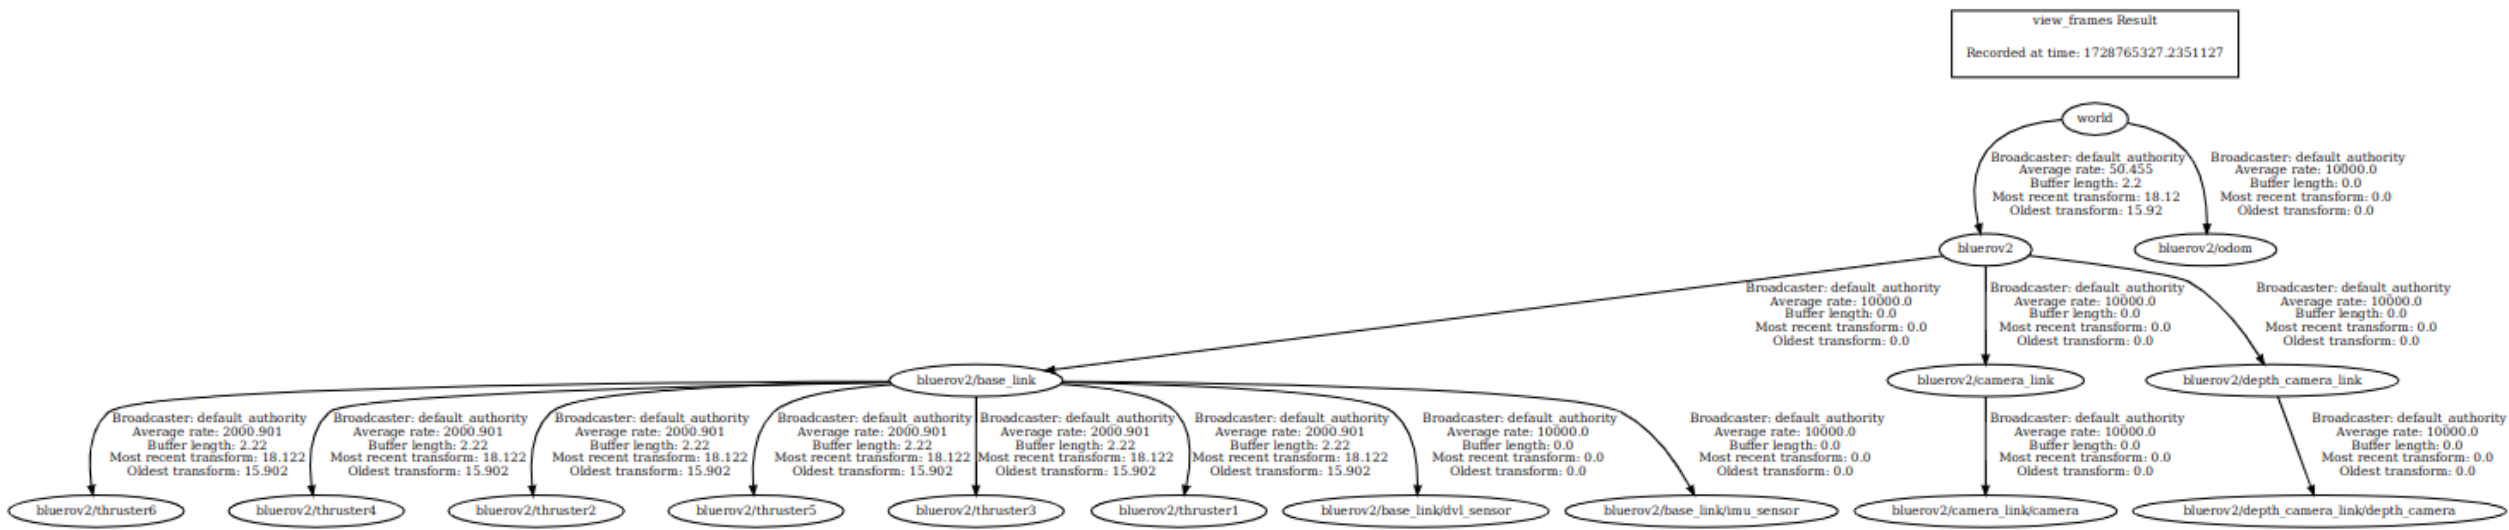 view_frames Result
Recorded at time: 1728765327.2351127
world
Broadcaster: default_authority
Average rate: 50.455
Buffer length: 2.2
Most recent transform: 18.12
Oldest transform: 15.92
Broadcaster: default_authority
Average rate: 10000.0
Buffer length: 0.0
Most recent transform: 0.0
Oldest transform: 0.0
bluerov2
bluerov2/odom
Broadcaster: default_authority
Average rate: 10000.0
Buffer length: 0.0
Most recent transform: 0.0
Oldest transform: 0.0
Broadcaster: default_authority
Average rate: 10000.0
Buffer length: 0.0
Most recent transform: 0.0
Oldest transform: 0.0
Broadcaster: default_authority
Average rate: 10000.0
Buffer length: 0.0
Most recent transform: 0.0
Oldest transform: 0.0
bluerov2/base_link
bluerov2/camera_link
bluerov2/depth_camera_link
Broadcaster: default_authority
Average rate: 2000.901
Buffer length: 2.22
Most recent transform: 18.122
Oldest transform: 15.902
Broadcaster: default_authority
Average rate: 2000.901
Buffer length: 2.22
Most recent transform: 18.122
Oldest transform: 15.902
Broadcaster: default_authority
Average rate: 2000.901
Buffer length: 2.22
Most recent transform: 18.122
Oldest transform: 15.902
Broadcaster: default_authority
Average rate: 2000.901
Buffer length: 2.22
Most recent transform: 18.122
Oldest transform: 15.902
Broadcaster: default_authority
Average rate: 2000.901
Buffer length: 2.22
Most recent transform: 18.122
Oldest transform: 15.902
Broadcaster: default_authority
Average rate: 2000.901
Buffer length: 2.22
Most recent transform: 18.122
Oldest transform: 15.902
Broadcaster: default_authority
Average rate: 10000.0
Buffer length: 0.0
Most recent transform: 0.0
Oldest transform: 0.0
Broadcaster: default_authority
Average rate: 10000.0
Buffer length: 0.0
Most recent transform: 0.0
Oldest transform: 0.0
Broadcaster: default_authority
Average rate: 10000.0
Buffer length: 0.0
Most recent transform: 0.0
Oldest transform: 0.0
Broadcaster: default_authority
Average rate: 10000.0
Buffer length: 0.0
Most recent transform: 0.0
Oldest transform: 0.0
bluerov2/thruster6
bluerov2/thruster4
bluerov2/thruster2
bluerov2/thruster5
bluerov2/thruster3
bluerov2/thruster1
bluerov2/base_link/dvl_sensor
bluerov2/base_link/imu_sensor
bluerov2/camera_link/camera
bluerov2/depth_camera_link/depth_camera